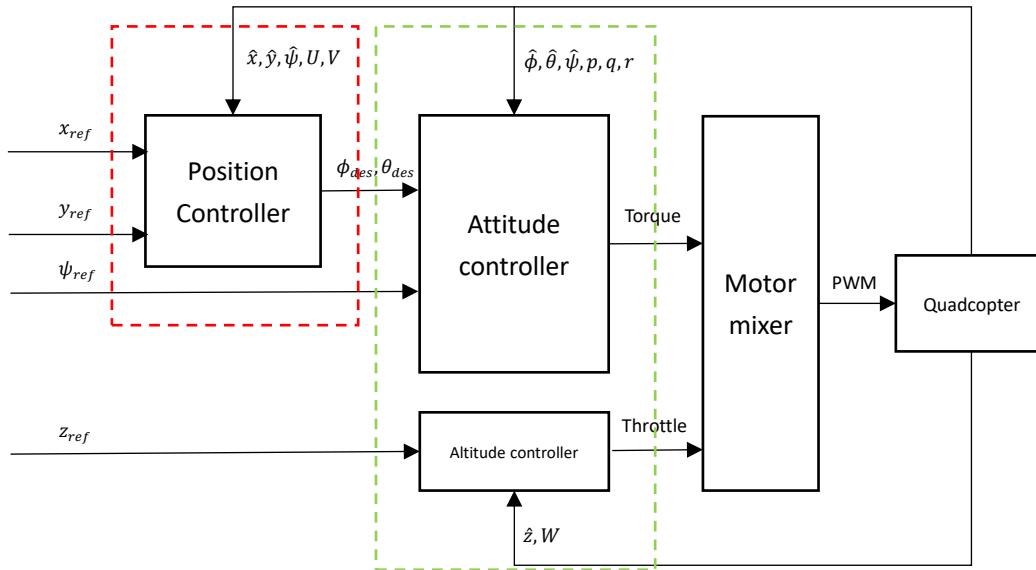 x̂, ŷ, ψ̂, U, V
ϕ̂, θ̂, ψ̂, p, q, r
x_ref
Position
Controller
ϕ_des, θ_des
y_ref
Attitude
controller
Torque
ψ_ref
Motor
mixer
PWM
Quadcopter
z_ref
Altitude controller
Throttle
ẑ, W